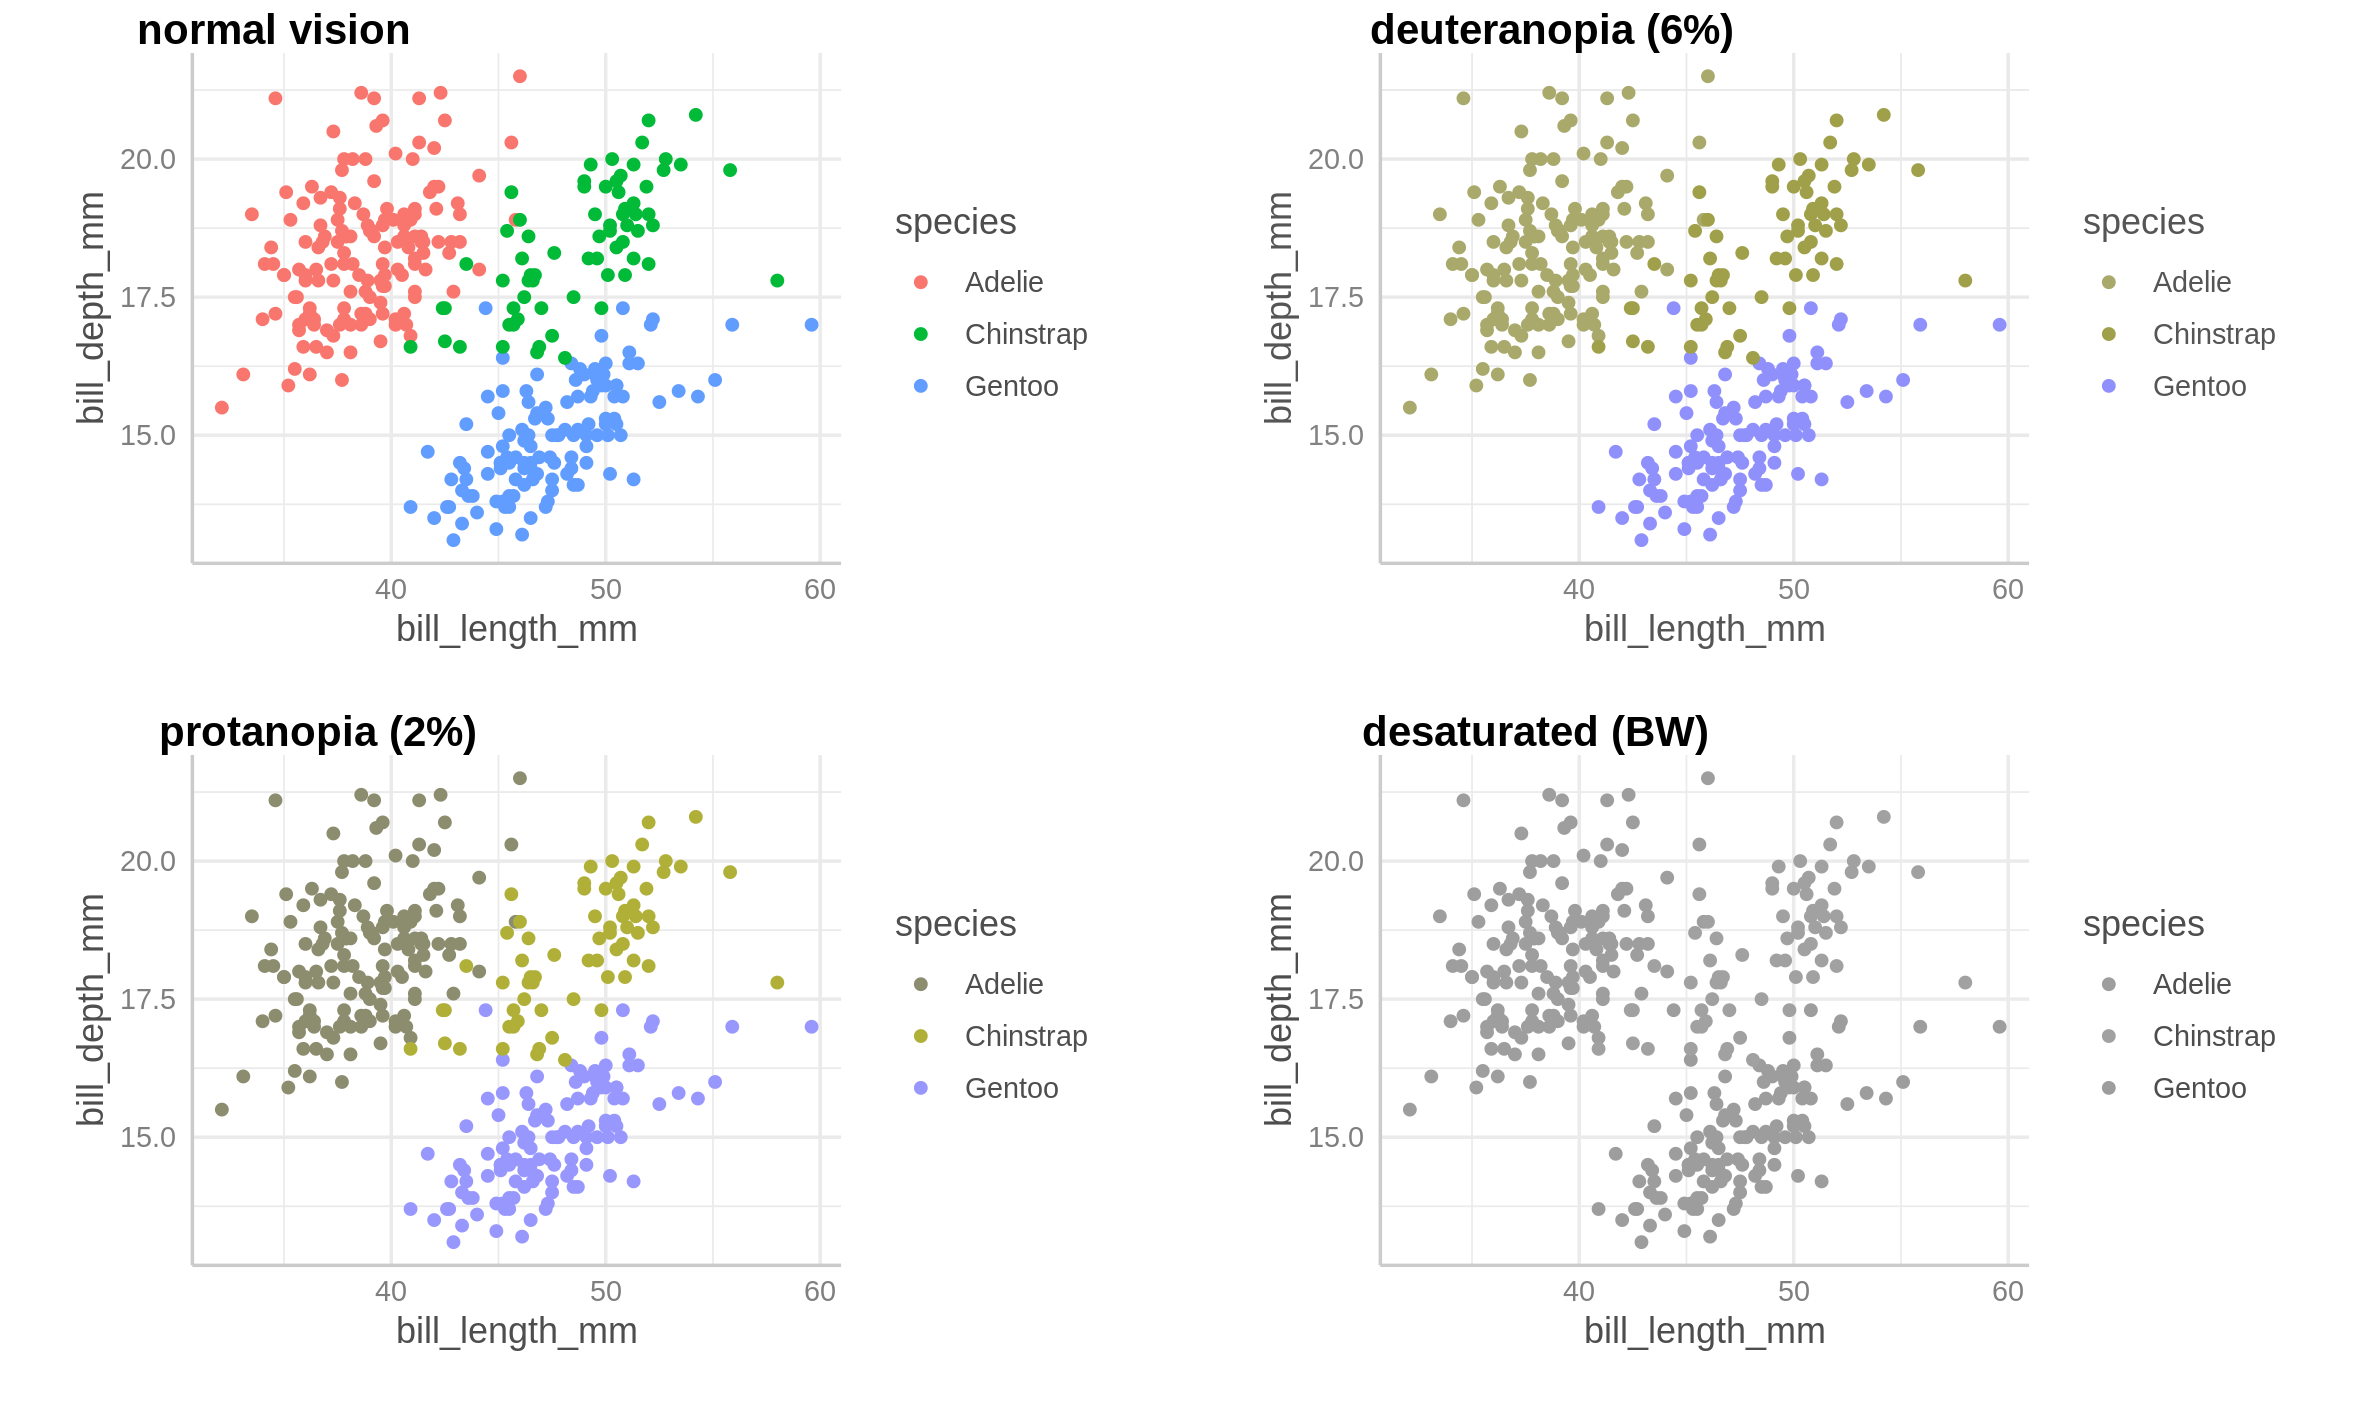 normal vision
bill_depth_mm
20.0
17.5
15.0
40 50 60
bill_length_mm
species
Adelie
Chinstrap
Gentoo
deuteranopia (6%)
bill_depth_mm
20.0
17.5
15.0
40 50 60
bill_length_mm
species
Adelie
Chinstrap
Gentoo
protanopia (2%)
bill_depth_mm
20.0
17.5
15.0
40 50 60
bill_length_mm
species
Adelie
Chinstrap
Gentoo
desaturated (BW)
bill_depth_mm
20.0
17.5
15.0
40 50 60
bill_length_mm
species
Adelie
Chinstrap
Gentoo